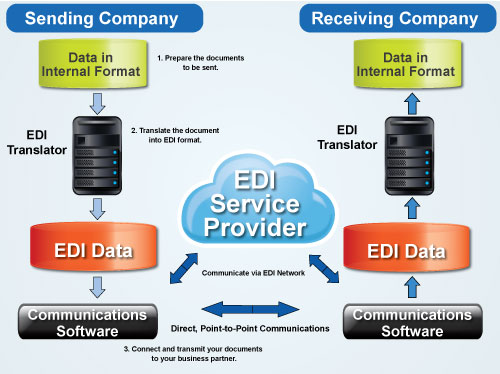 Sending Company
Receiving Company
Data in
Internal Format
1. Prepare the documents
to be sent.
Data in
Internal Format
EDI
Translator
2. Translate the document
into EDI format.
EDI
Translator
EDI
Service
Provider
EDI Data
EDI Data
Communicate via EDI Network
Communications
Software
Direct, Point-to-Point Communications
Communications
Software
3. Connect and transmit your documents
to your business partner.